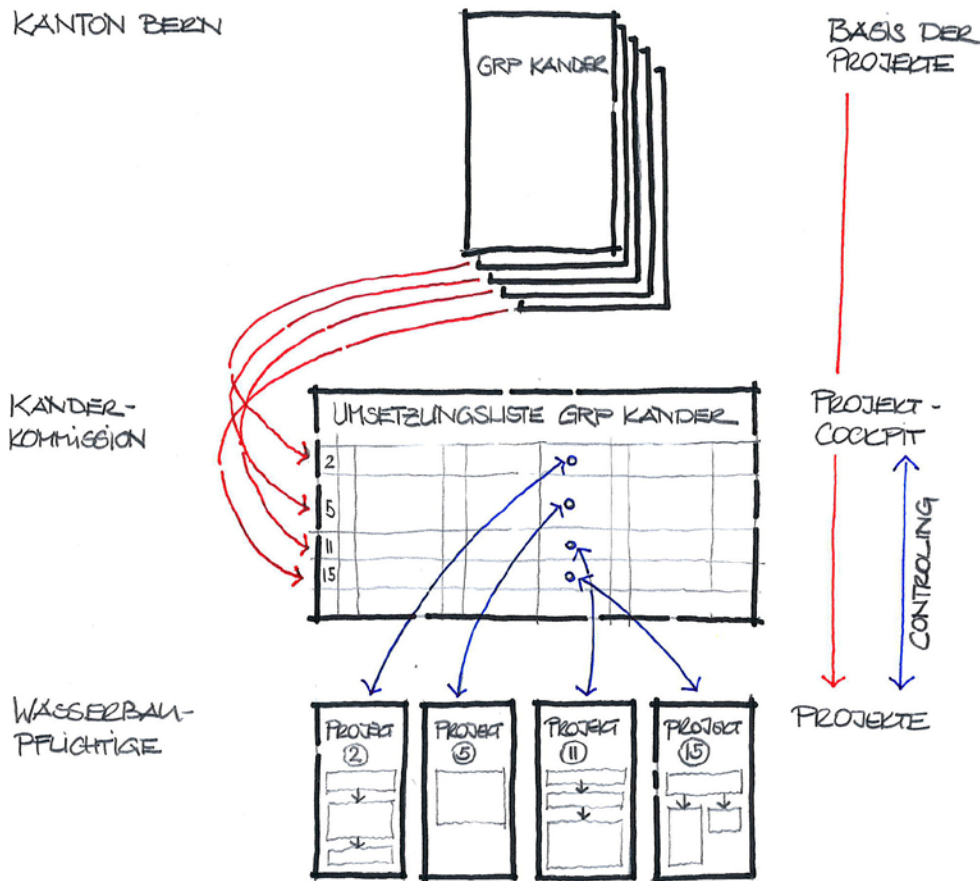 KANTON BERN
GRP KANDER
BASIS DER
PROJEKTE
KANDER-
KOMMISSION
UMSETZUNGSLISTE GRP KANDER
2
5
11
15
PROJEKT-
COCKPIT
CONTROLING
WASSERBAU-
PFLICHTIGE
PROJEKT
2
PROJEKT
5
PROJEKT
11
PROJEKT
15
PROJEKTE